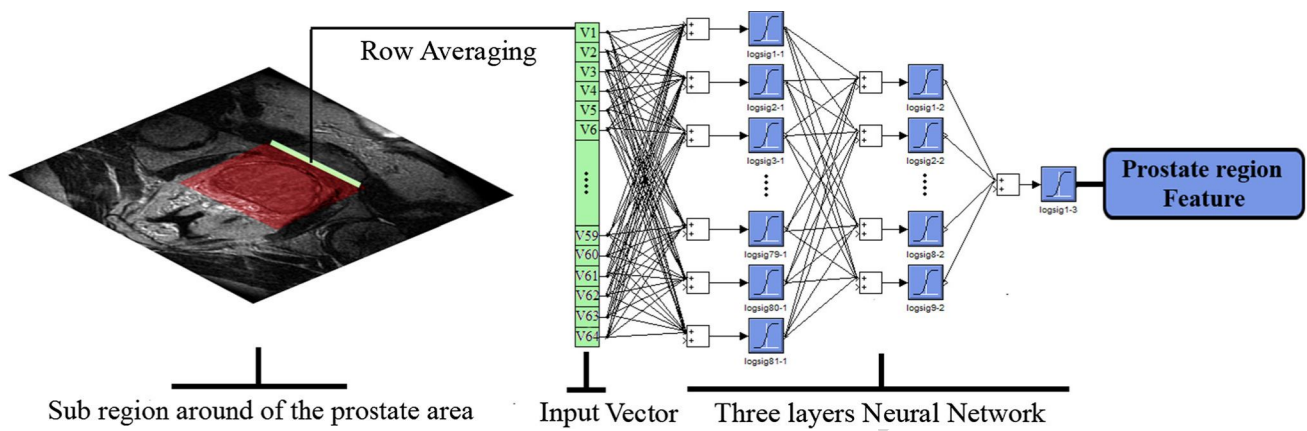 Row Averaging
V1
V2
V3
V4
V5
V6
V59
V60
V61
V62
V63
V64
logsig1-1
logsig2-1
logsig3-1
logsig79-1
logsig80-1
logsig81-1
logsig1-2
logsig2-2
logsig8-2
logsig9-2
logsig1-3
Prostate region
Feature
Sub region around of the prostate area
Input Vector
Three layers Neural Network